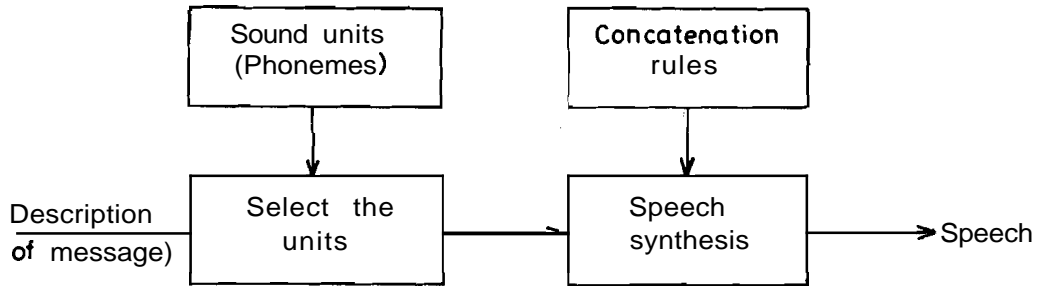 Sound units
(Phonemes)
Concatenation
rules
Description
of message)
Select the
units
Speech
synthesis
Speech